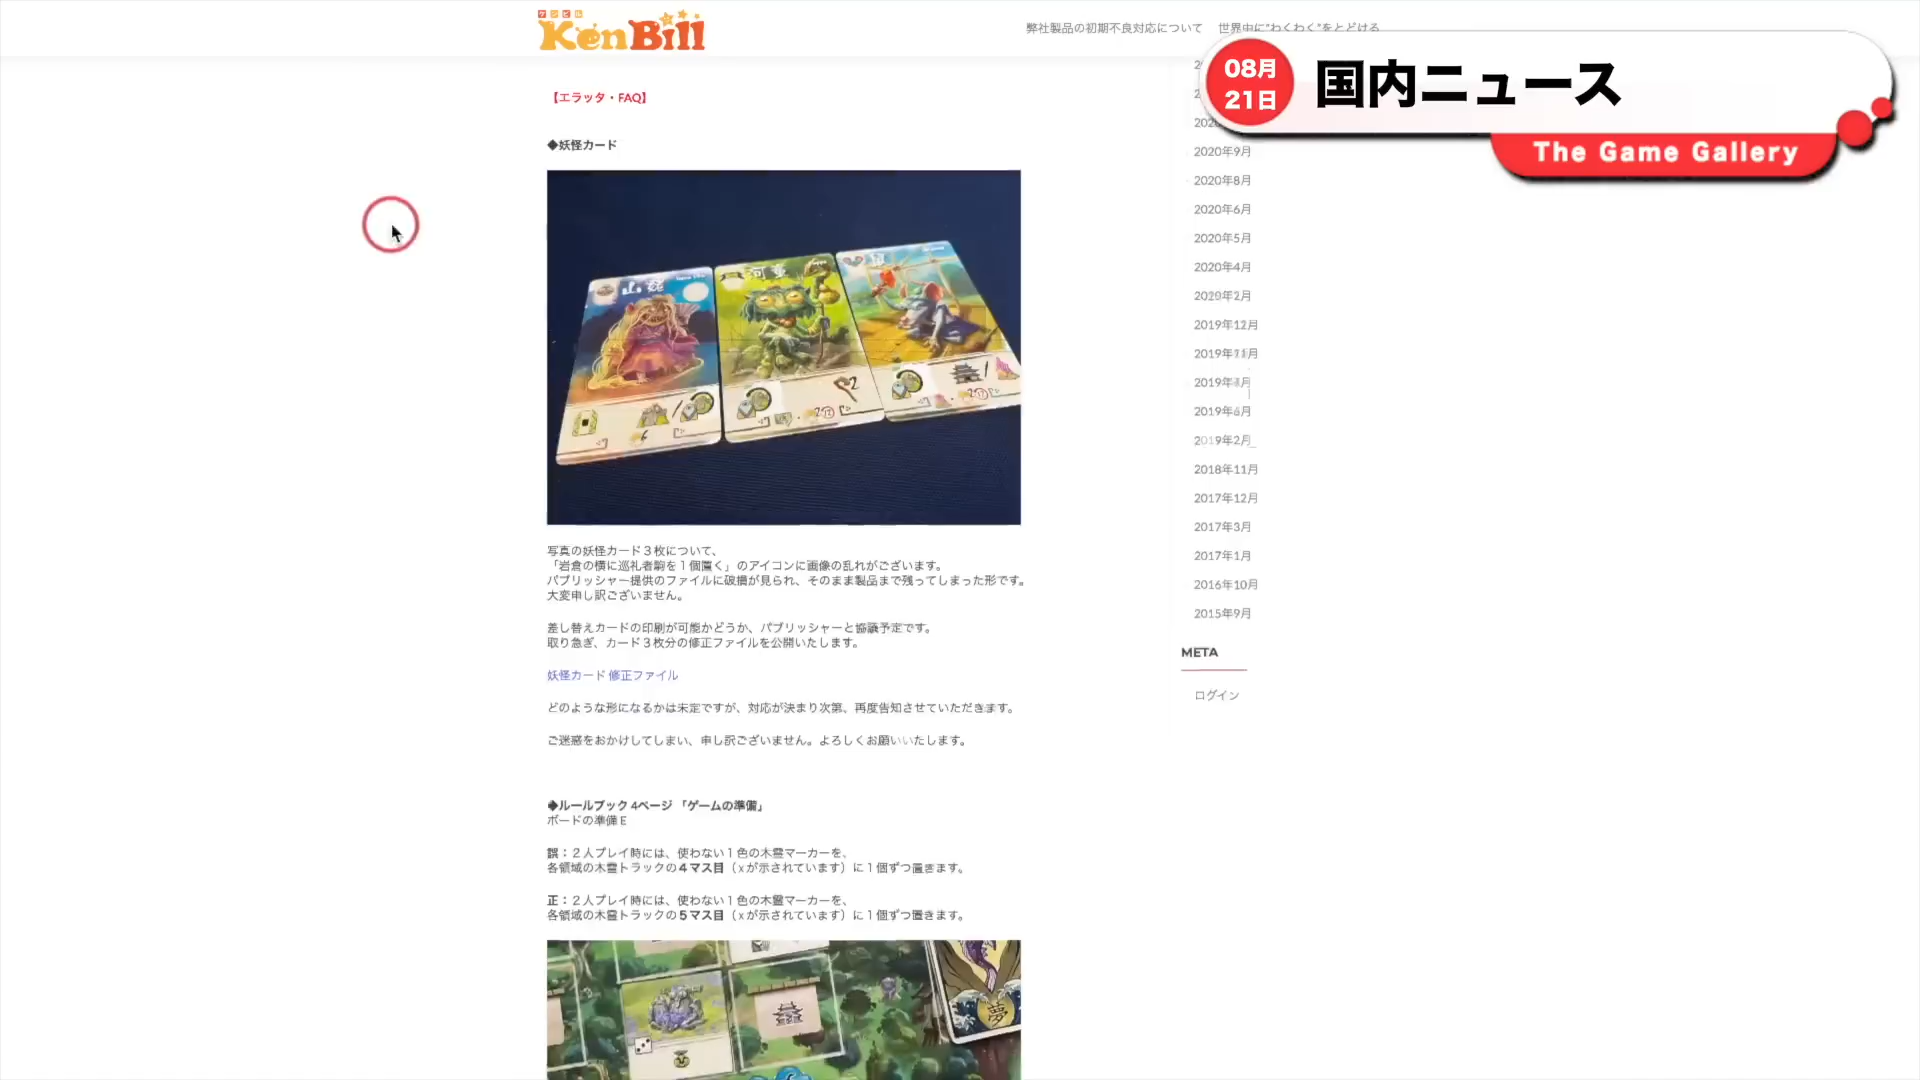 ケンビル
KenBill
弊社製品の初期不良対応について 世界中に“わくわく”をとどける
08月
21日
国内ニュース
The Game Gallery
【エラッタ・FAQ】
◆妖怪カード
山姥
河童
写真の妖怪カード３枚について、
「岩倉の横に巡礼者駒を１個置く」のアイコンに画像の乱れがございます。
パブリッシャー提供のファイルに破損が見られ、そのまま製品まで残ってしまった形です。
大変申し訳ございません。
差し替えカードの印刷が可能かどうか、パブリッシャーと協議予定です。
取り急ぎ、カード３枚分の修正ファイルを公開いたします。
妖怪カード 修正ファイル
どのような形になるかは未定ですが、対応が決まり次第、再度告知させていただきます。
ご迷惑をおかけしてしまい、申し訳ございません。よろしくお願いいたします。
◆ルールブック 4ページ 「ゲームの準備」
ボードの準備 E
誤：２人プレイ時には、使わない１色の木霊マーカーを、
各領域の木霊トラックの４マス目（ｘが示されています）に１個ずつ置きます。
正：２人プレイ時には、使わない１色の木霊マーカーを、
各領域の木霊トラックの５マス目（ｘが示されています）に１個ずつ置きます。
夢
2020年9月
2020年8月
2020年6月
2020年5月
2020年4月
2020年2月
2019年12月
2019年11月
2019年6月
2019年2月
2018年11月
2017年12月
2017年3月
2017年1月
2016年10月
2015年9月
META
ログイン